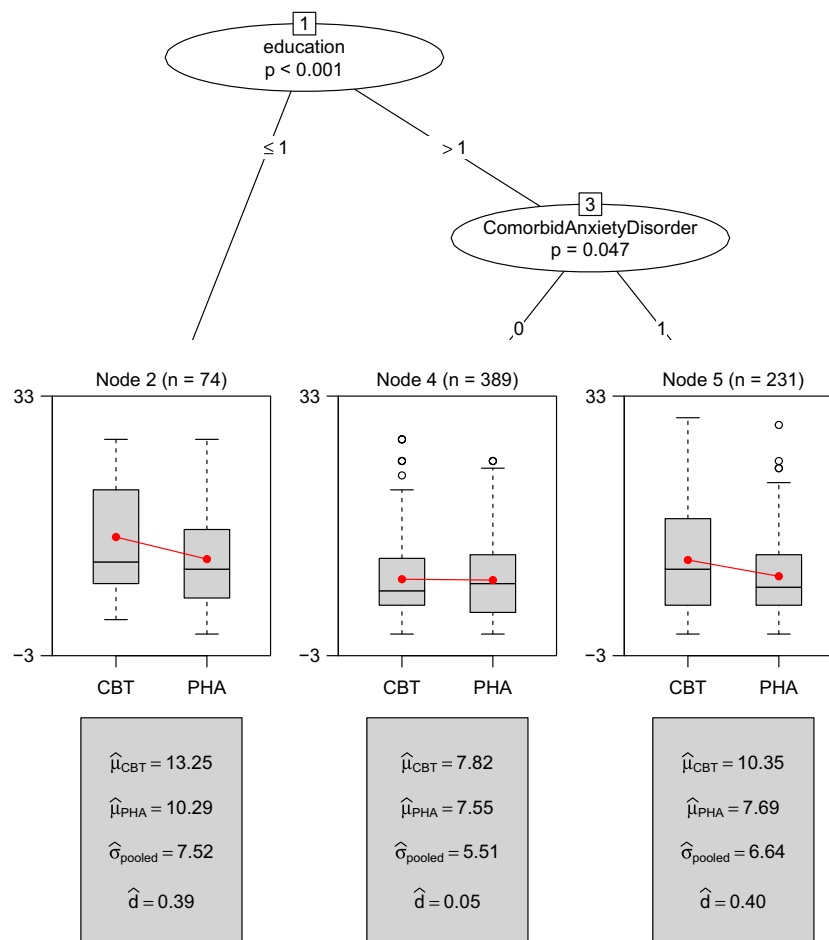 1
education
p < 0.001
≤ 1
> 1
3
ComorbidAnxietyDisorder
p = 0.047
0
1
Node 2 (n = 74)
33
−3
CBT PHA
Node 4 (n = 389)
33
−3
CBT PHA
Node 5 (n = 231)
33
−3
CBT PHA
μ̂CBT = 13.25
μ̂PHA = 10.29
σ̂pooled = 7.52
d̂ = 0.39
μ̂CBT = 7.82
μ̂PHA = 7.55
σ̂pooled = 5.51
d̂ = 0.05
μ̂CBT = 10.35
μ̂PHA = 7.69
σ̂pooled = 6.64
d̂ = 0.40